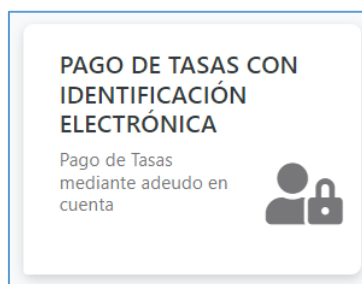 PAGO DE TASAS CON
IDENTIFICACIÓN
ELECTRÓNICA
Pago de Tasas
mediante adeudo en
cuenta